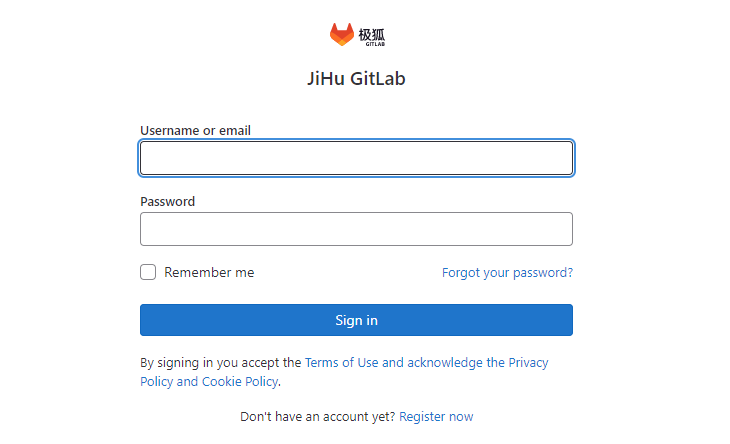 极狐
GITLAB
JiHu GitLab
Username or email
Password
Remember me
Forgot your password?
Sign in
By signing in you accept the Terms of Use and acknowledge the Privacy
Policy and Cookie Policy.
Don't have an account yet? Register now